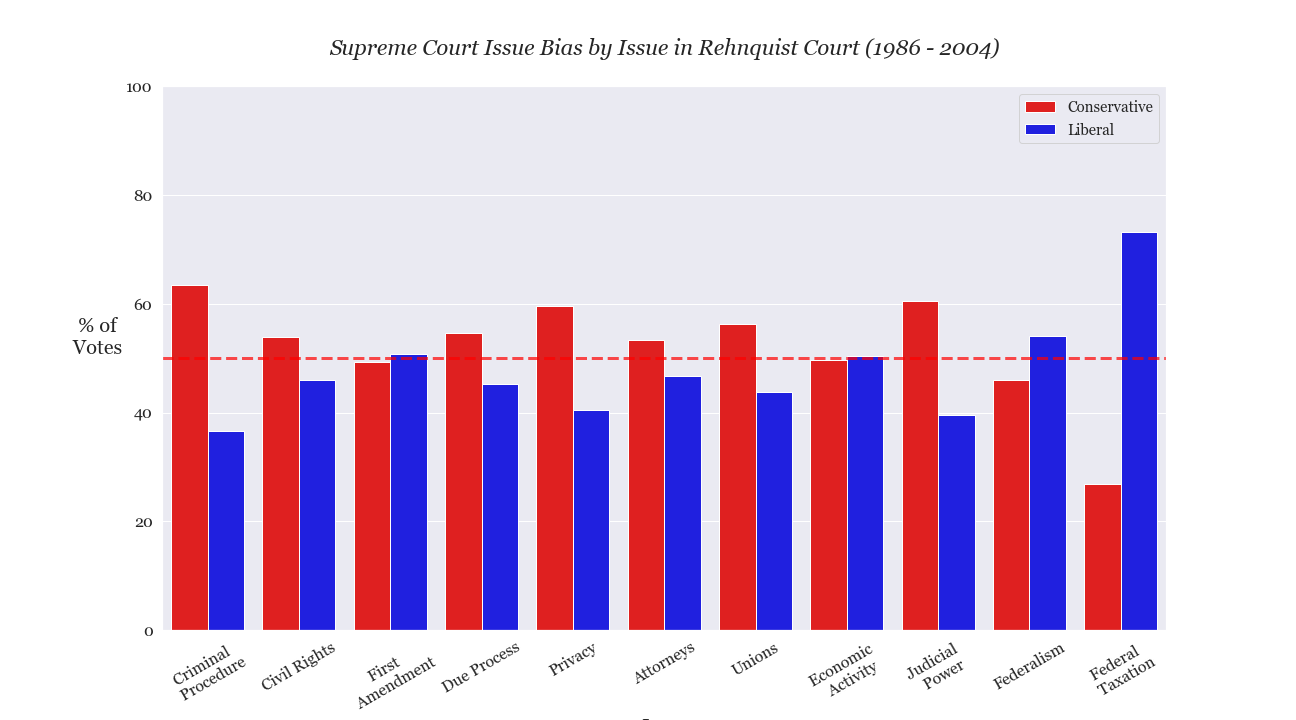 Supreme Court Issue Bias by Issue in Rehnquist Court (1986 - 2004)
Conservative
Liberal
100
80
60
40
20
0
% of
Votes
Criminal
Procedure
Civil Rights
First
Amendment
Due Process
Privacy
Attorneys
Unions
Economic
Activity
Judicial
Power
Federalism
Federal
Taxation